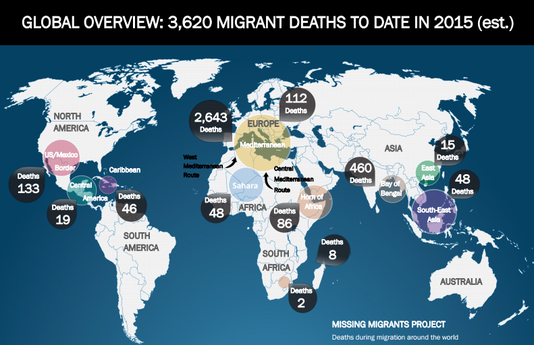 GLOBAL OVERVIEW: 3,620 MIGRANT DEATHS TO DATE IN 2015 (est.)
NORTH
AMERICA
2,643
Deaths
112
Deaths
EUROPE
Mediterranean
ASIA
15
Deaths
US/Mexico
Border
Deaths
133
Central
America
Caribbean
Deaths
19
Deaths
46
West
Mediterranean
Route
Central
Mediterranean
Route
Sahara
Deaths
48
AFRICA
Deaths
86
Horn of
Africa
460
Deaths
Bay of
Bengal
East
Asia
48
Deaths
South-East
Asia
SOUTH
AMERICA
SOUTH
AFRICA
Deaths
8
Deaths
2
AUSTRALIA
MISSING MIGRANTS PROJECT
Deaths during migration around the world